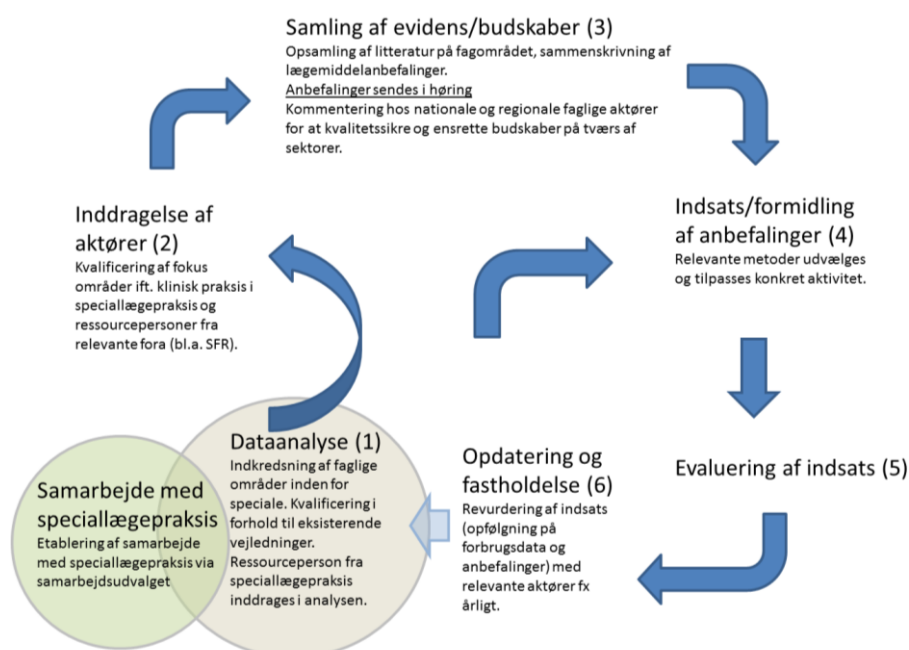 Samling af evidens/budskaber (3)
Opsamling af litteratur på fagområdet, sammenskrivning af
lægemiddelanbefalinger.
Anbefalinger sendes i høring
Kommentering hos nationale og regionale faglige aktører
for at kvalitetssikre og ensrette budskaber på tværs af
sektorer.
Inddragelse af
aktører (2)
Kvalificering af fokus
områder ift. klinisk praksis i
speciallægepraksis og
ressourcepersoner fra
relevante fora (bl.a. SFR).
Indsats/formidling
af anbefalinger (4)
Relevante metoder udvælges
og tilpasses konkret aktivitet.
Samarbejde med
speciallægepraksis
Etablering af samarbejde
med speciallægepraksis via
samarbejdsudvalget
Dataanalyse (1)
Indkredsning af faglige
områder inden for
speciale. Kvalificering i
forhold til eksisterende
vejledninger.
Ressourceperson fra
speciallægepraksis
inddrages i analysen.
Opdatering og
fastholdelse (6)
Revurdering af indsats
(opfølgning på
forbrugsdata og
anbefalinger) med
relevante aktører fx
årligt.
Evaluering af indsats (5)